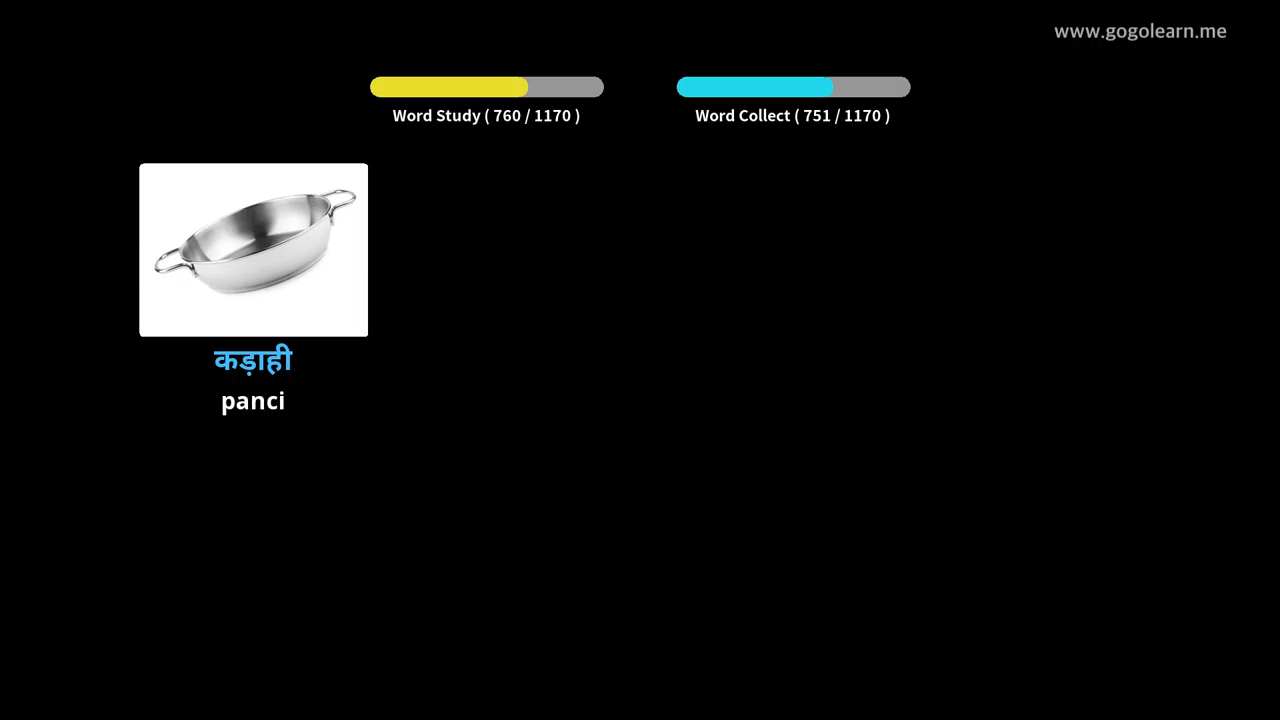 www.gogolearn.me
Word Study ( 760 / 1170 )
Word Collect ( 751 / 1170 )
कड़ाही
panci